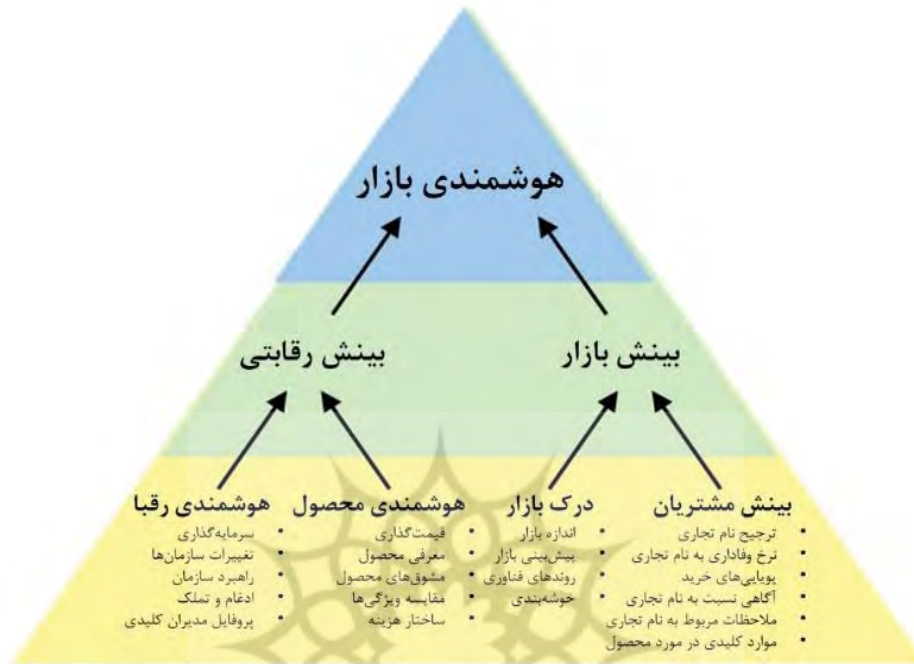 هوشمندی بازار
بینش بازار
بینش رقابتی
بینش مشتریان
ترجیح نام تجاری
نرخ وفاداری به نام تجاری
پویایی‌های خرید
آگاهی نسبت به نام تجاری
ملاحظات مربوط به نام تجاری
موارد کلیدی در مورد محصول
درک بازار
اندازه بازار
پیش‌بینی بازار
روندهای فناوری
خوشه‌بندی
هوشمندی محصول
قیمت‌گذاری
معرفی محصول
مشوق‌های محصول
مقایسه ویژگی‌ها
ساختار هزینه
هوشمندی رقبا
سرمایه‌گذاری
تغییرات سازمان‌ها
راهبرد سازمان
ادغام و تملک
پروفایل مدیران کلیدی